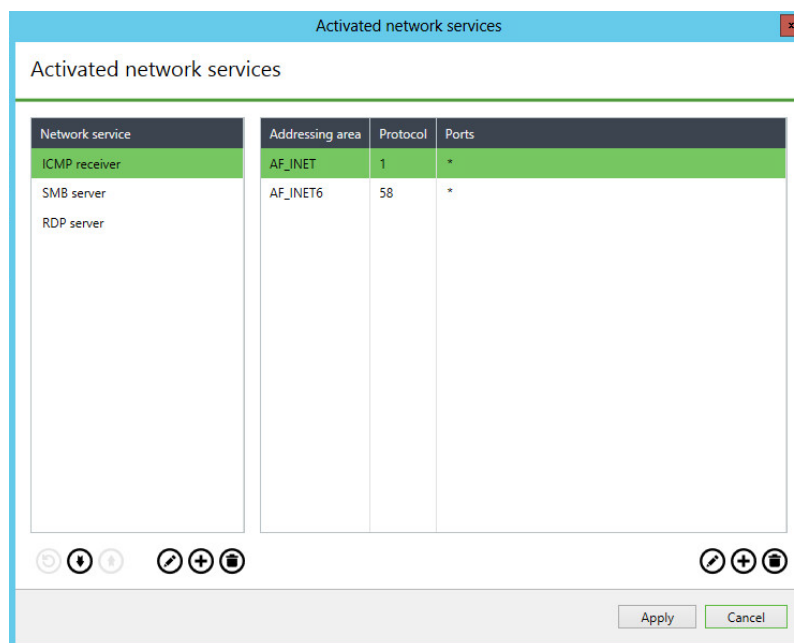 Activated network services
x
Activated network services
Network service
Addressing area Protocol Ports
ICMP receiver
AF_INET 1 *
SMB server
AF_INET6 58 *
RDP server
Apply Cancel